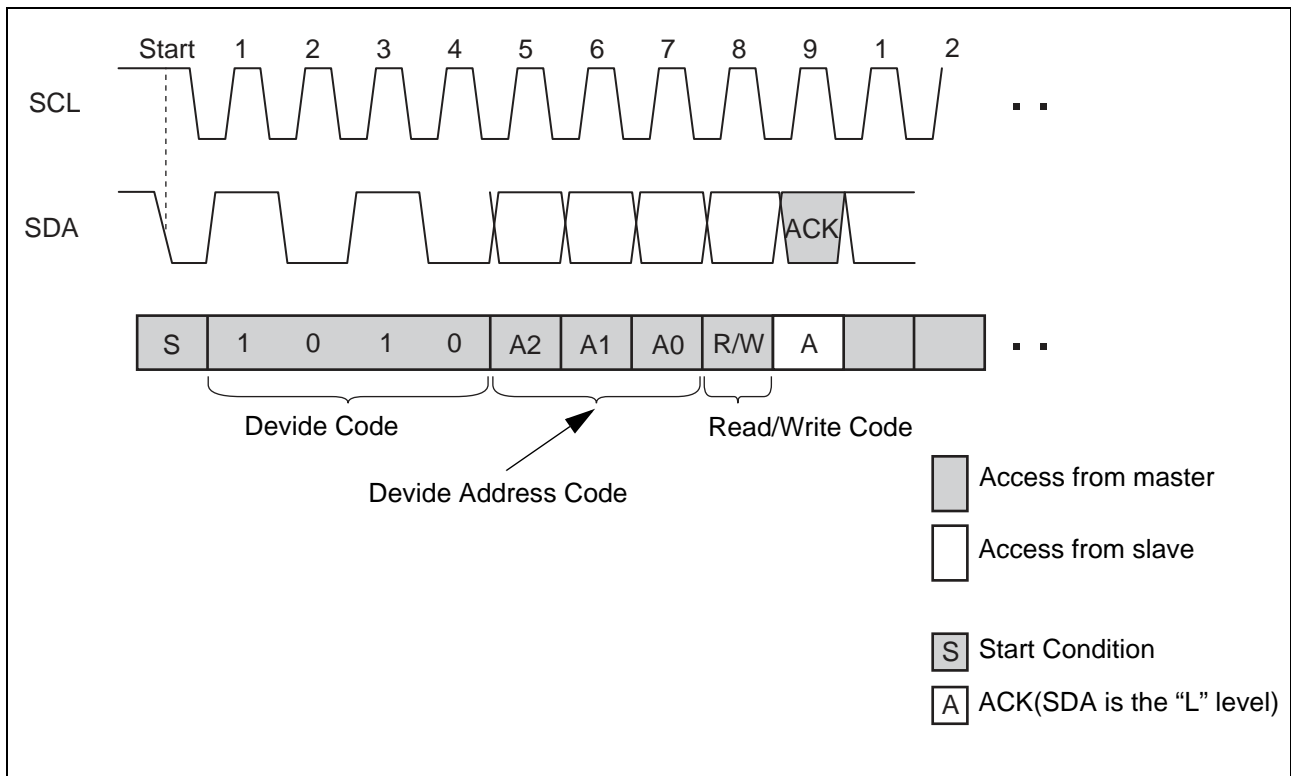 Start 1 2 3 4 5 6 7 8 9 1 2
SCL
SDA
ACK
S 1 0 1 0 A2 A1 A0 R/W A
Devide Code
Read/Write Code
Devide Address Code
Access from master
Access from slave
S Start Condition
A ACK(SDA is the “L” level)